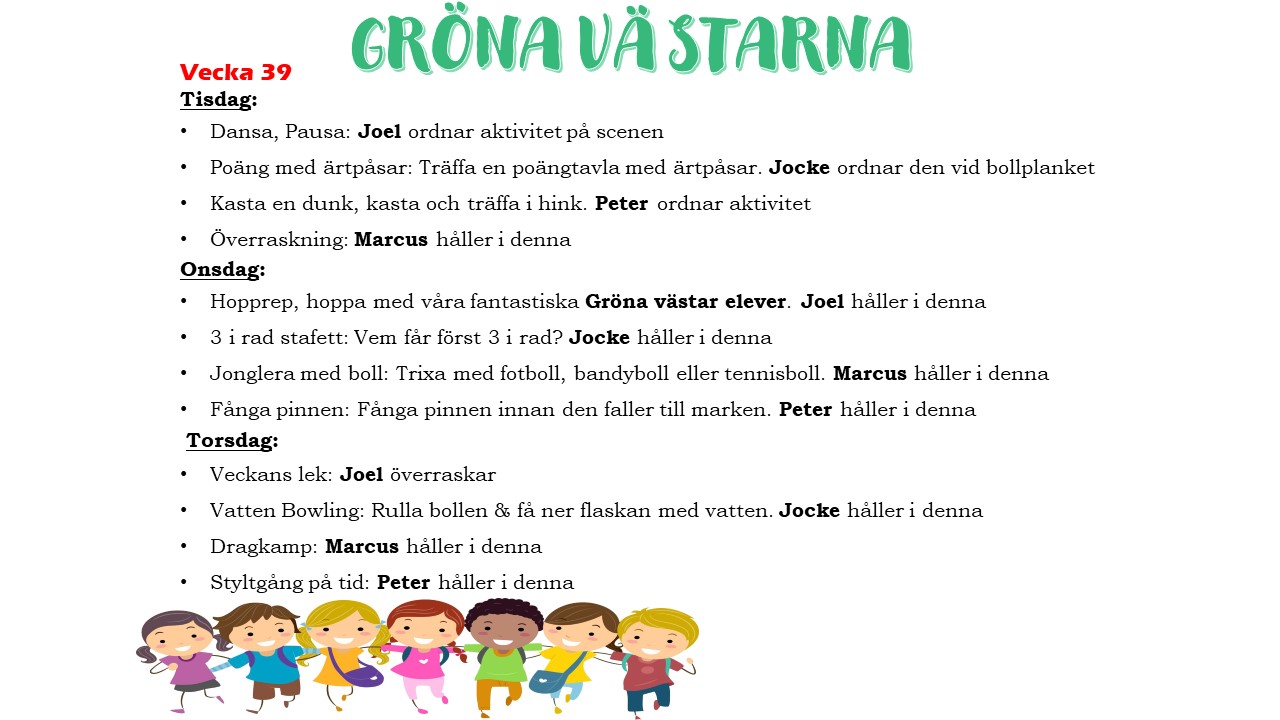 GRÖNA VÄSTARNA
Vecka 39
Tisdag:
• Dansa, Pausa: Joel ordnar aktivitet på scenen
• Poäng med ärtpåsar: Träffa en poängtavla med ärtpåsar. Jocke ordnar den vid bollplanket
• Kasta en dunk, kasta och träffa i hink. Peter ordnar aktivitet
• Överraskning: Marcus håller i denna
Onsdag:
• Hopprep, hoppa med våra fantastiska Gröna västar elever. Joel håller i denna
• 3 i rad stafett: Vem får först 3 i rad? Jocke håller i denna
• Jonglera med boll: Trixa med fotboll, bandyboll eller tennisboll. Marcus håller i denna
• Fånga pinnen: Fånga pinnen innan den faller till marken. Peter håller i denna
Torsdag:
• Veckans lek: Joel överraskar
• Vatten Bowling: Rulla bollen & få ner flaskan med vatten. Jocke håller i denna
• Dragkamp: Marcus håller i denna
• Styltgång på tid: Peter håller i denna